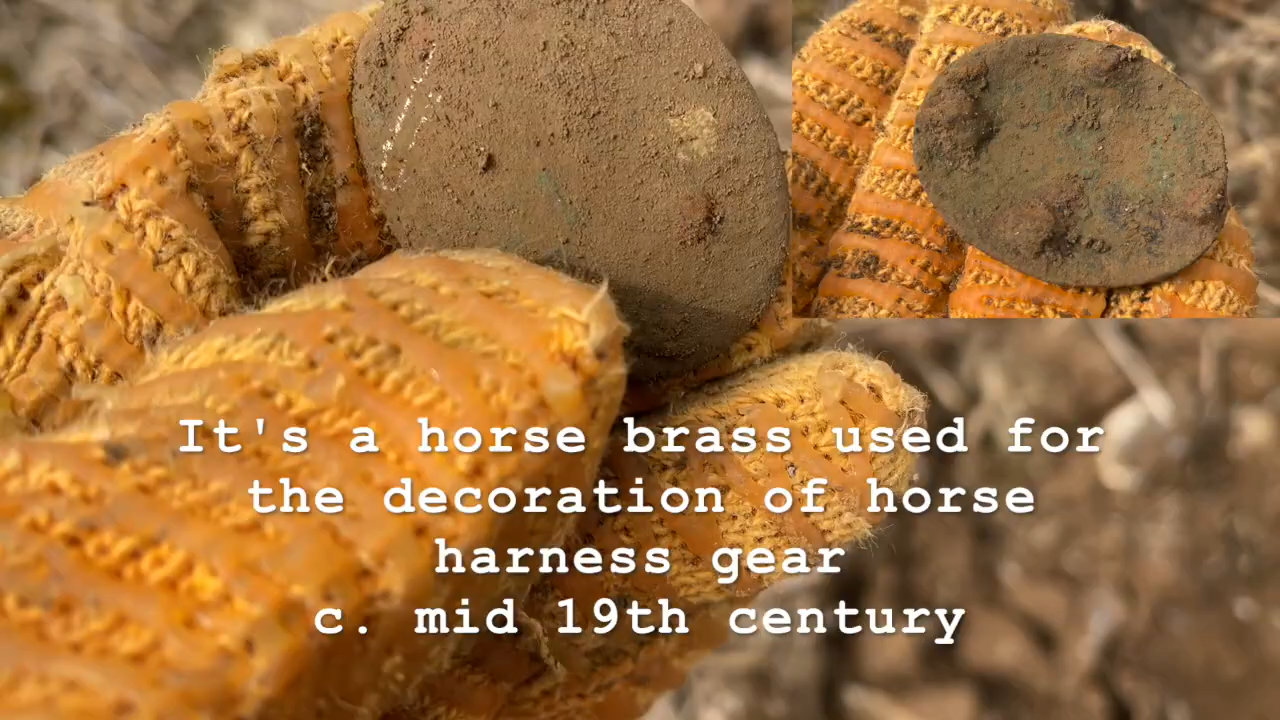 It's a horse brass used for
the decoration of horse
harness gear
c. mid 19th century